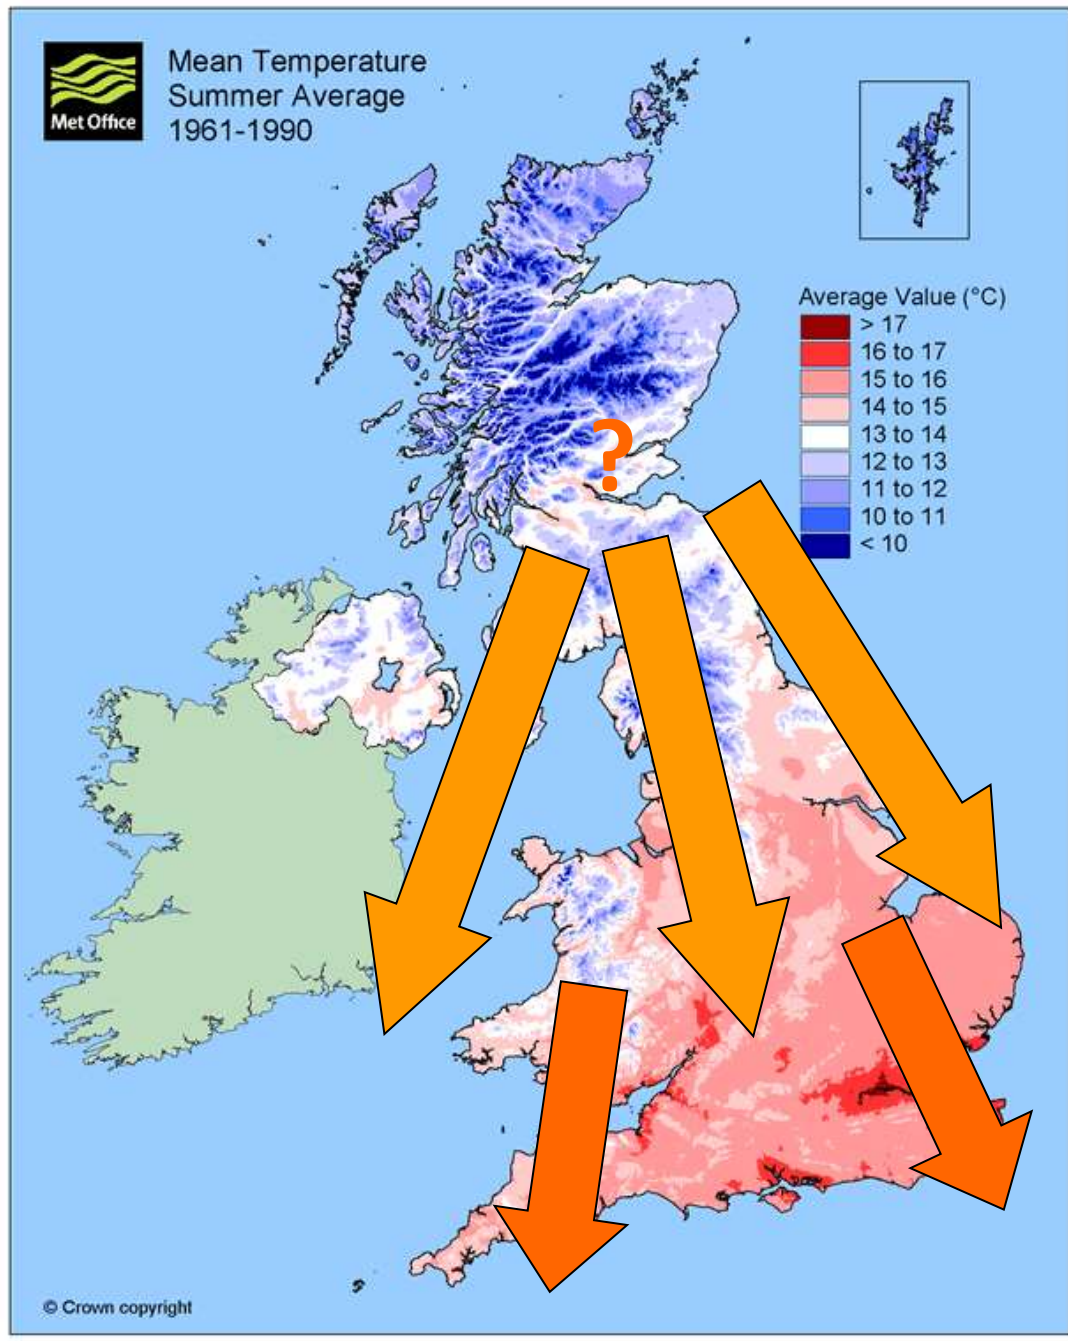 Met Office
Mean Temperature
Summer Average
1961-1990
Average Value (°C)
> 17
16 to 17
15 to 16
14 to 15
13 to 14
12 to 13
11 to 12
10 to 11
< 10
?
© Crown copyright